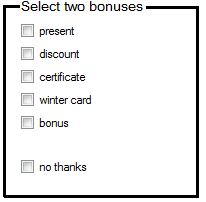 Select two bonuses
present
discount
certificate
winter card
bonus
no thanks